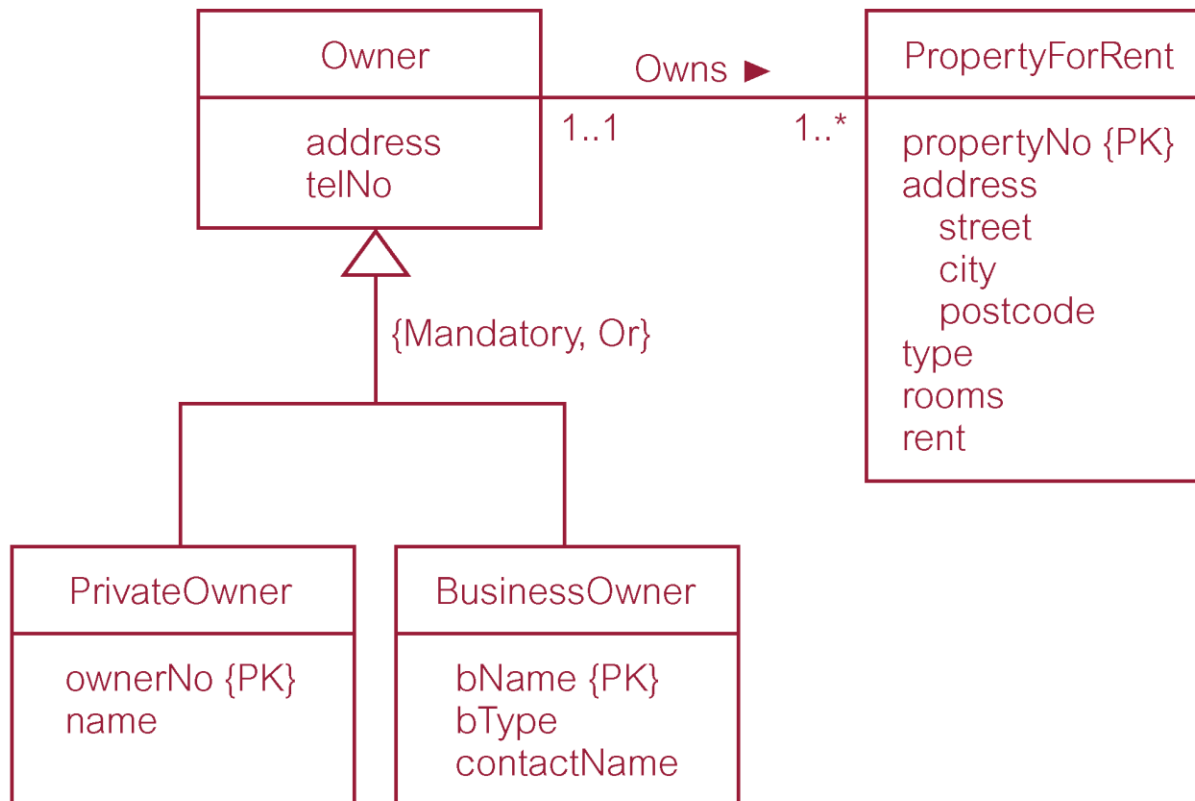 Owner
address
telNo
Owns ►
1..1
1..*
PropertyForRent
propertyNo {PK}
address
street
city
postcode
type
rooms
rent
{Mandatory, Or}
PrivateOwner
ownerNo {PK}
name
BusinessOwner
bName {PK}
bType
contactName